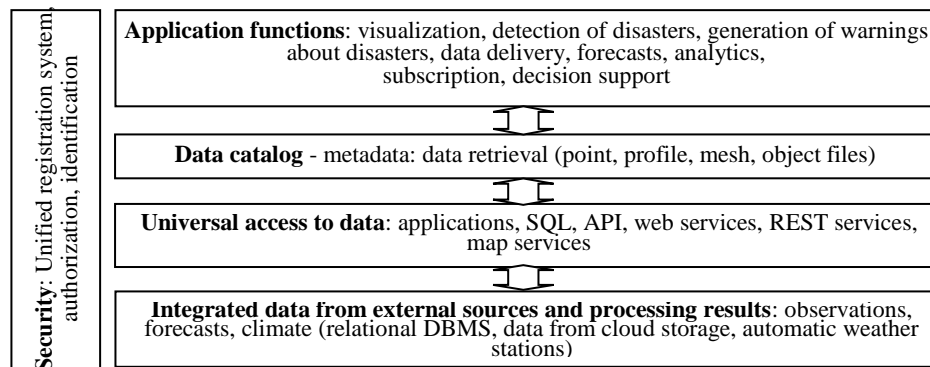 Security: Unified registration system,
authorization, identification
Application functions: visualization, detection of disasters, generation of warnings
about disasters, data delivery, forecasts, analytics,
subscription, decision support
Data catalog - metadata: data retrieval (point, profile, mesh, object files)
Universal access to data: applications, SQL, API, web services, REST services,
map services
Integrated data from external sources and processing results: observations,
forecasts, climate (relational DBMS, data from cloud storage, automatic weather
stations)